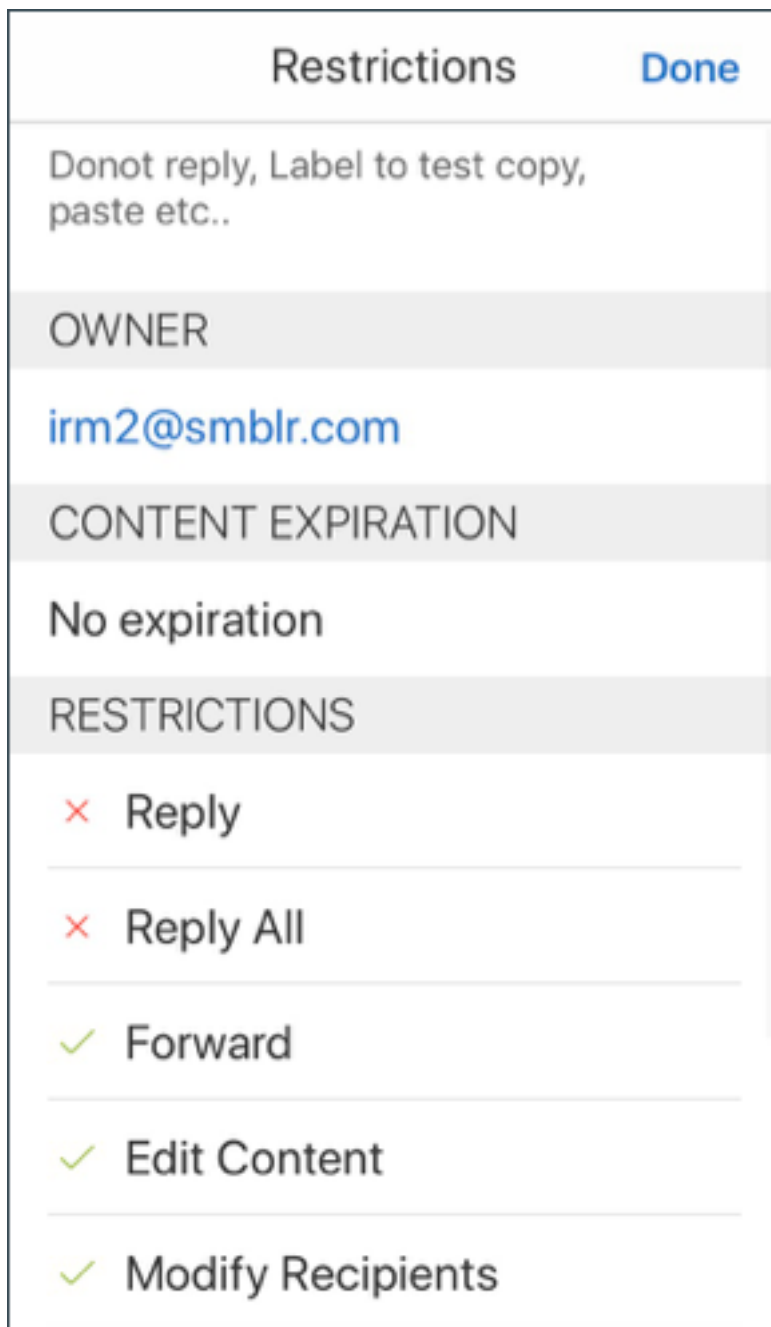 Restrictions Done
Donot reply, Label to test copy,
paste etc..
OWNER
irm2@smblr.com
CONTENT EXPIRATION
No expiration
RESTRICTIONS
Reply
Reply All
Forward
Edit Content
Modify Recipients